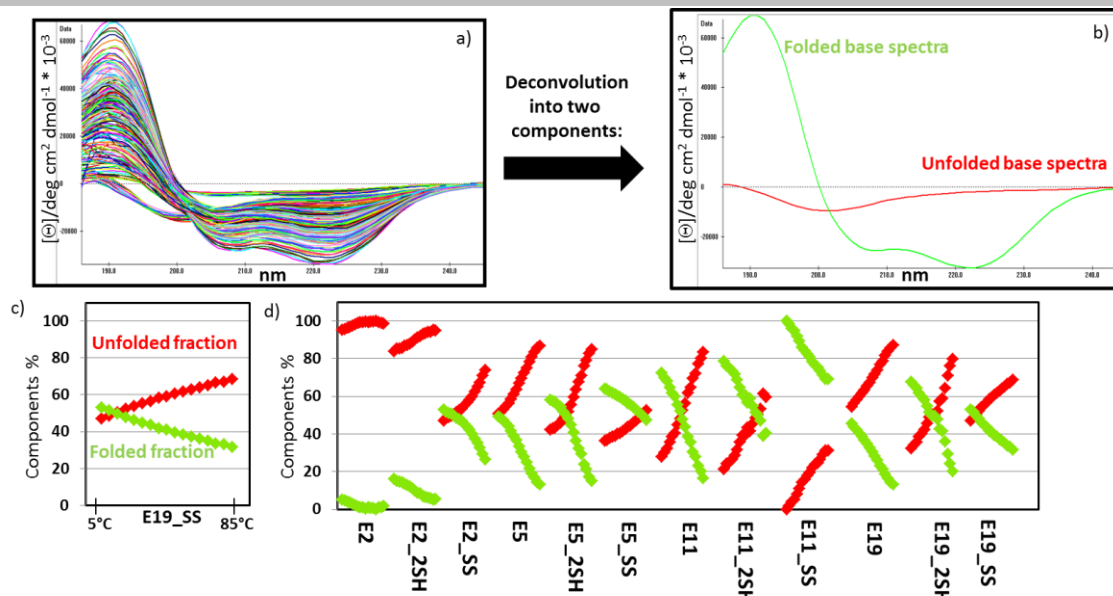 a)
Data
60000
40000
20000
0
-20000
[Θ]/deg cm² dmol⁻¹ * 10⁻³
190.0 200.0 210.0 220.0 230.0 240.0
nm
Deconvolution
into two
components:
b)
Data
60000
40000
20000
0
-20000
[Θ]/deg cm² dmol⁻¹ * 10⁻³
Folded base spectra
Unfolded base spectra
190.0 200.0 210.0 220.0 230.0 240.0
nm
c)
Components %
100
80
60
40
20
0
Unfolded fraction
Folded fraction
5°C
85°C
E19_SS
d)
Components %
100
80
60
40
20
0
E2
E2_2SH
E2_SS
E5
E5_2SH
E5_SS
E11
E11_2SH
E11_SS
E19
E19_2SH
E19_SS